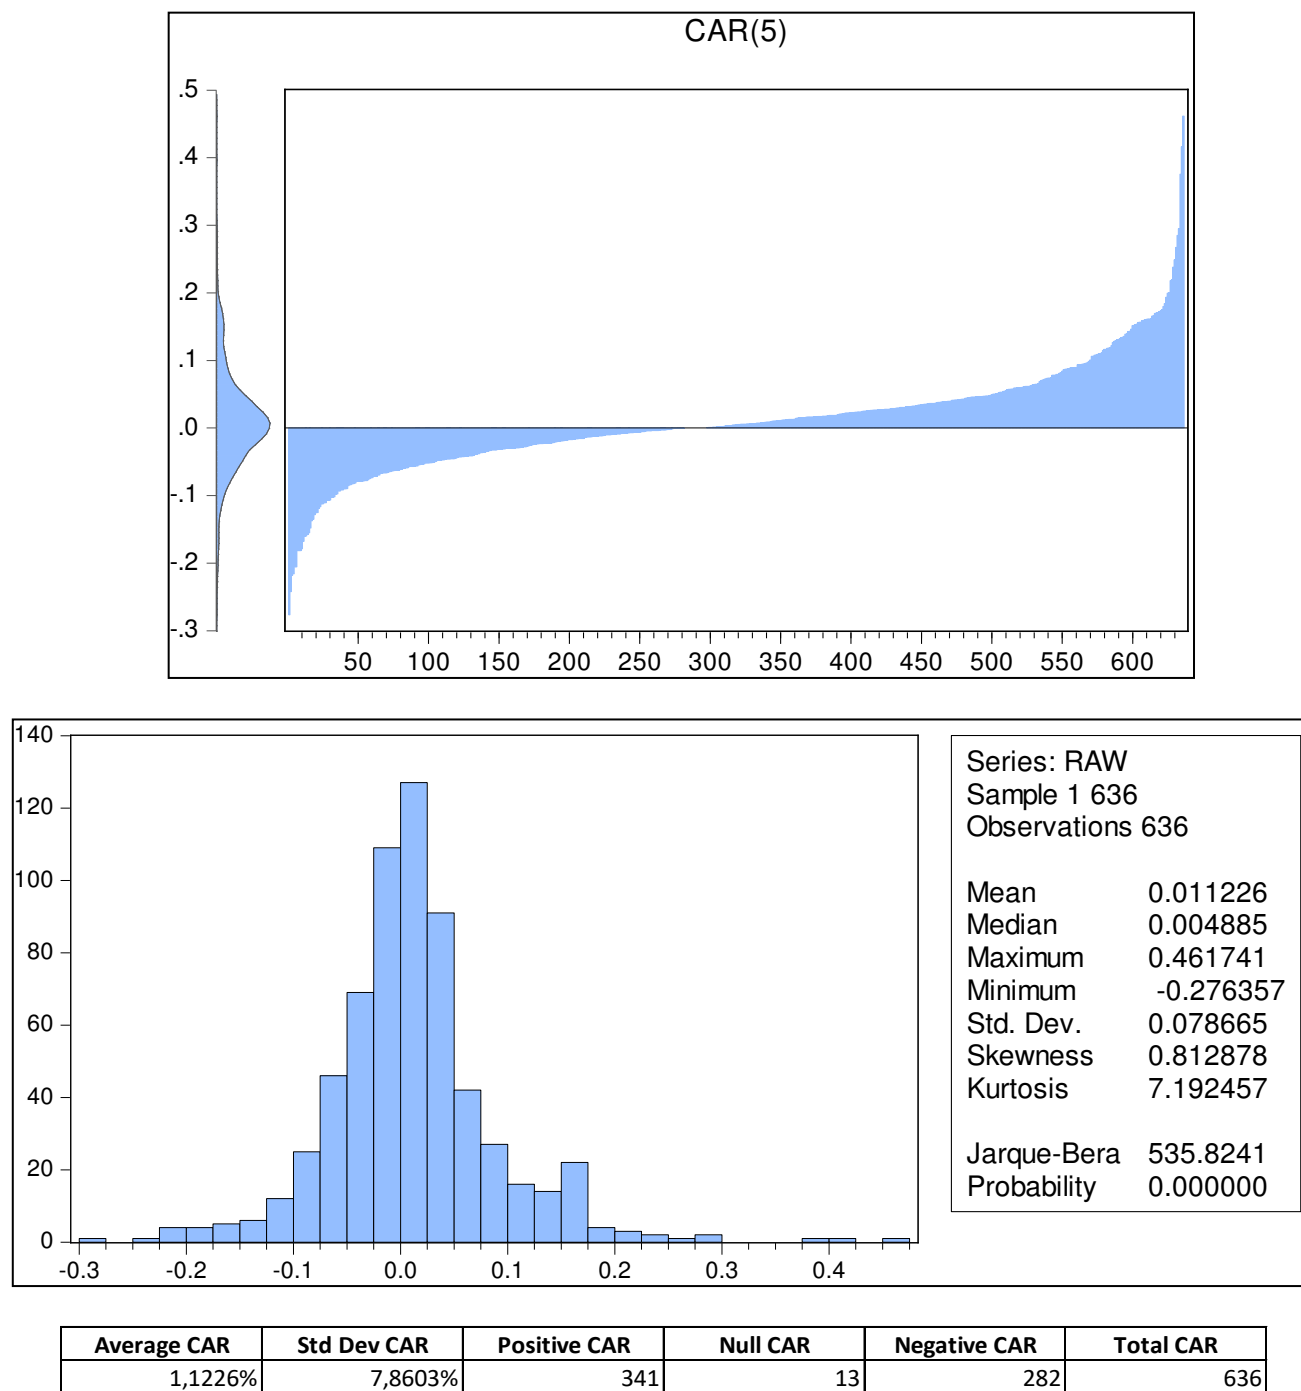 CAR(5)
.5
.4
.3
.2
.1
.0
-.1
-.2
-.3
50 100 150 200 250 300 350 400 450 500 550 600
140
120
100
80
60
40
20
0
-0.3 -0.2 -0.1 0.0 0.1 0.2 0.3 0.4
Series: RAW
Sample 1 636
Observations 636
Mean 0.011226
Median 0.004885
Maximum 0.461741
Minimum -0.276357
Std. Dev. 0.078665
Skewness 0.812878
Kurtosis 7.192457
Jarque-Bera 535.8241
Probability 0.000000
Average CAR Std Dev CAR Positive CAR Null CAR Negative CAR Total CAR
1,1226% 7,8603% 341 13 282 636